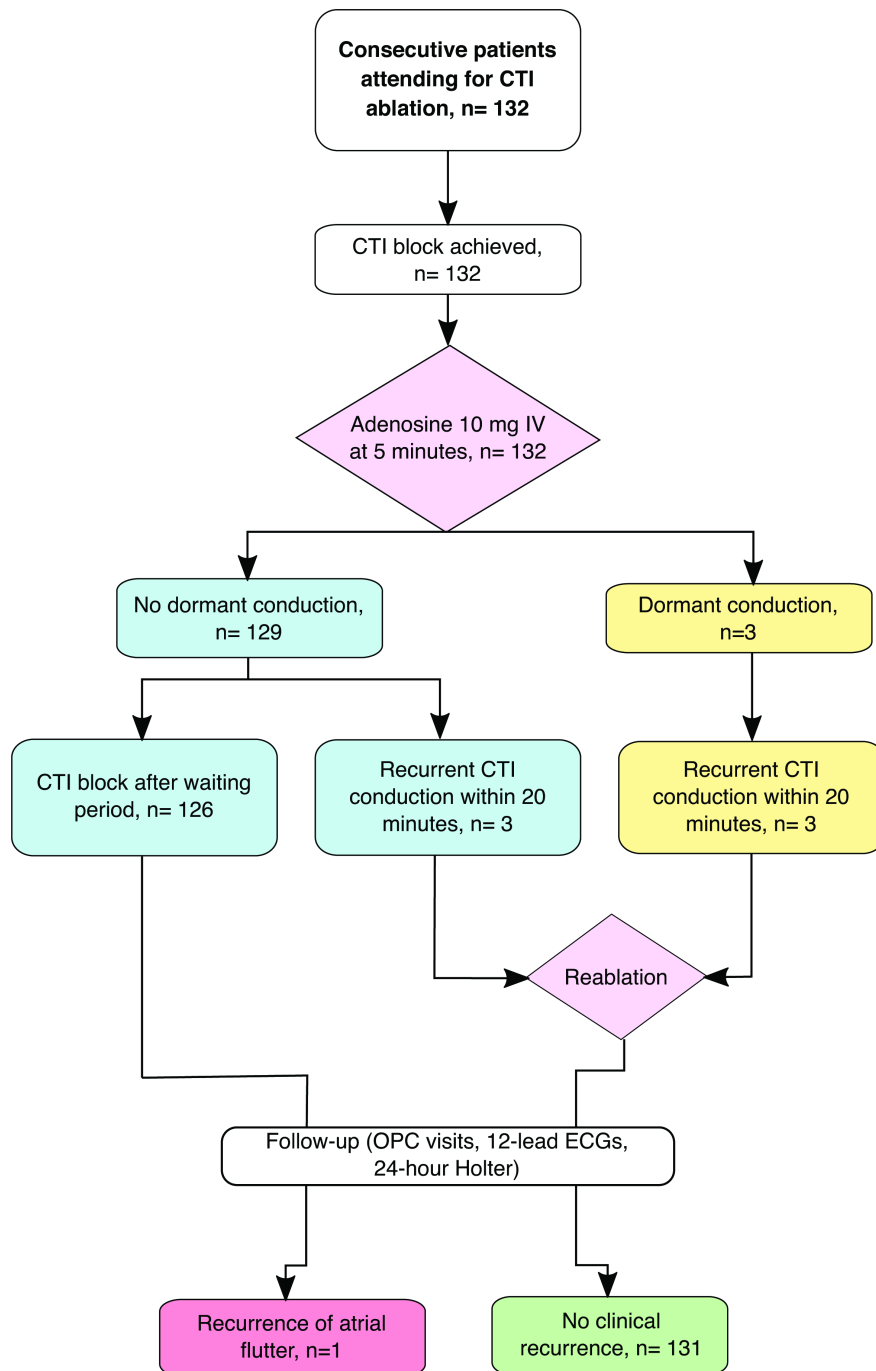 Consecutive patients
attending for CTI
ablation, n= 132
CTI block achieved,
n= 132
Adenosine 10 mg IV
at 5 minutes, n= 132
No dormant conduction,
n= 129
Dormant conduction,
n=3
CTI block after waiting
period, n= 126
Recurrent CTI
conduction within 20
minutes, n= 3
Recurrent CTI
conduction within 20
minutes, n= 3
Reablation
Follow-up (OPC visits, 12-lead ECGs,
24-hour Holter)
Recurrence of atrial
flutter, n=1
No clinical
recurrence, n= 131